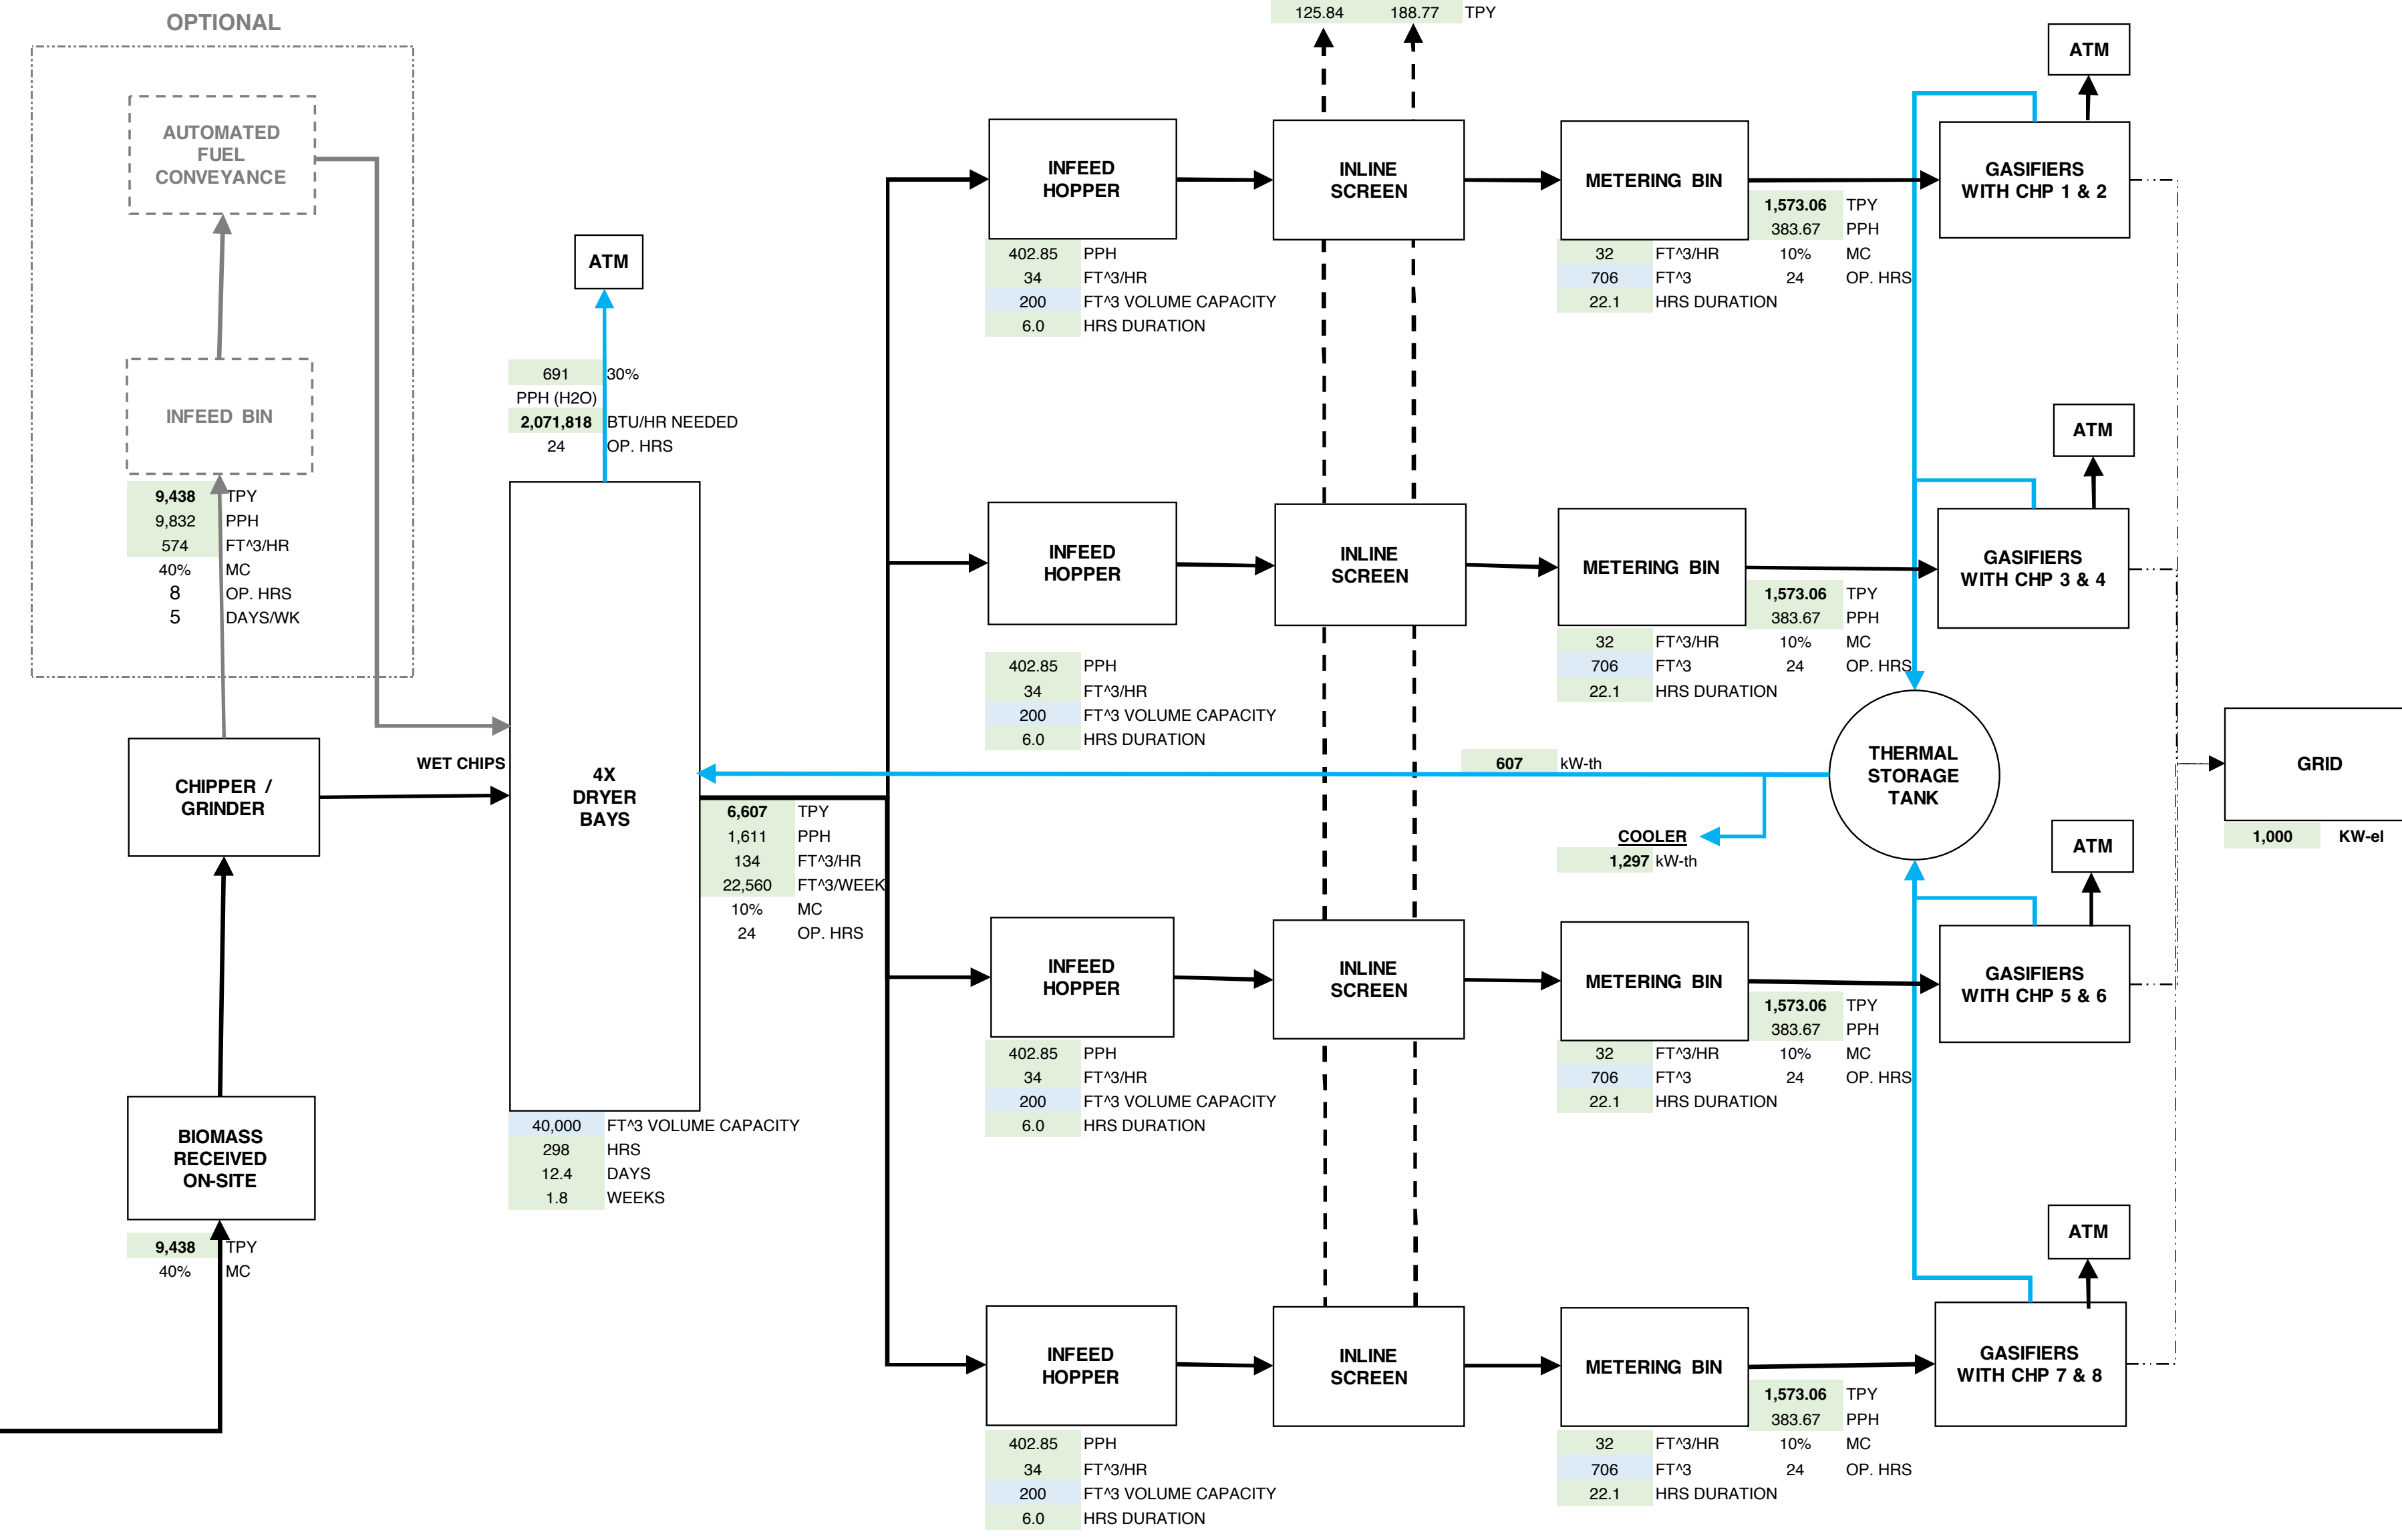 OPTIONAL
125.84 188.77 TPY
ATM
AUTOMATED
FUEL
CONVEYANCE
INFEED BIN
9,438 TPY
9,832 PPH
574 FT^3/HR
40% MC
8 OP. HRS
5 DAYS/WK
CHIPPER /
GRINDER
BIOMASS
RECEIVED
ON-SITE
9,438 TPY
40% MC
WET CHIPS
ATM
691 30%
PPH (H2O)
2,071,818 BTU/HR NEEDED
24 OP. HRS
4X
DRYER
BAYS
40,000 FT^3 VOLUME CAPACITY
298 HRS
12.4 DAYS
1.8 WEEKS
6,607 TPY
1,611 PPH
134 FT^3/HR
22,560 FT^3/WEEK
10% MC
24 OP. HRS
INFEED
HOPPER
402.85 PPH
34 FT^3/HR
200 FT^3 VOLUME CAPACITY
6.0 HRS DURATION
INLINE
SCREEN
METERING BIN
32 FT^3/HR
706 FT^3
22.1 HRS DURATION
1,573.06 TPY
383.67 PPH
10% MC
24 OP. HRS
GASIFIERS
WITH CHP 1 & 2
ATM
INFEED
HOPPER
402.85 PPH
34 FT^3/HR
200 FT^3 VOLUME CAPACITY
6.0 HRS DURATION
INLINE
SCREEN
METERING BIN
32 FT^3/HR
706 FT^3
22.1 HRS DURATION
1,573.06 TPY
383.67 PPH
10% MC
24 OP. HRS
GASIFIERS
WITH CHP 3 & 4
607 kW-th
COOLER
1,297 kW-th
THERMAL
STORAGE
TANK
GRID
1,000 KW-el
ATM
INFEED
HOPPER
402.85 PPH
34 FT^3/HR
200 FT^3 VOLUME CAPACITY
6.0 HRS DURATION
INLINE
SCREEN
METERING BIN
32 FT^3/HR
706 FT^3
22.1 HRS DURATION
1,573.06 TPY
383.67 PPH
10% MC
24 OP. HRS
GASIFIERS
WITH CHP 5 & 6
ATM
INFEED
HOPPER
402.85 PPH
34 FT^3/HR
200 FT^3 VOLUME CAPACITY
6.0 HRS DURATION
INLINE
SCREEN
METERING BIN
32 FT^3/HR
706 FT^3
22.1 HRS DURATION
1,573.06 TPY
383.67 PPH
10% MC
24 OP. HRS
GASIFIERS
WITH CHP 7 & 8